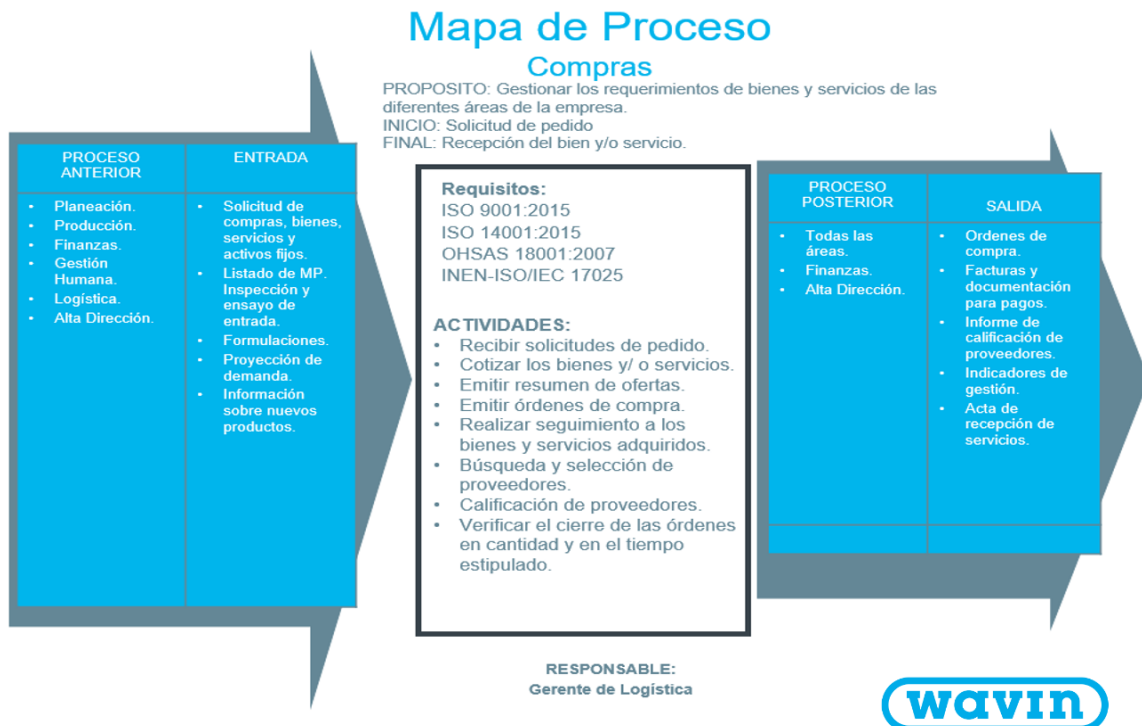 Mapa de Proceso
Compras
PROPOSITO: Gestionar los requerimientos de bienes y servicios de las
diferentes áreas de la empresa.
INICIO: Solicitud de pedido
FINAL: Recepción del bien y/o servicio.
PROCESO
ANTERIOR
• Planeación.
• Producción.
• Finanzas.
• Gestión
Humana.
• Logística.
• Alta Dirección.
ENTRADA
• Solicitud de
compras, bienes,
servicios y
activos fijos.
• Listado de MP.
Inspección y
ensayo de
entrada.
• Formulaciones.
• Proyección de
demanda.
• Información
sobre nuevos
productos.
Requisitos:
ISO 9001:2015
ISO 14001:2015
OHSAS 18001:2007
INEN-ISO/IEC 17025
ACTIVIDADES:
• Recibir solicitudes de pedido.
• Cotizar los bienes y/ o servicios.
• Emitir resumen de ofertas.
• Emitir órdenes de compra.
• Realizar seguimiento a los
bienes y servicios adquiridos.
• Búsqueda y selección de
proveedores.
• Calificación de proveedores.
• Verificar el cierre de las órdenes
en cantidad y en el tiempo
estipulado.
PROCESO
POSTERIOR
• Todas las
áreas.
• Finanzas.
• Alta Dirección.
SALIDA
• Ordenes de
compra.
• Facturas y
documentación
para pagos.
• Informe de
calificación de
proveedores.
• Indicadores de
gestión.
• Acta de
recepción de
servicios.
RESPONSABLE:
Gerente de Logística
wavin